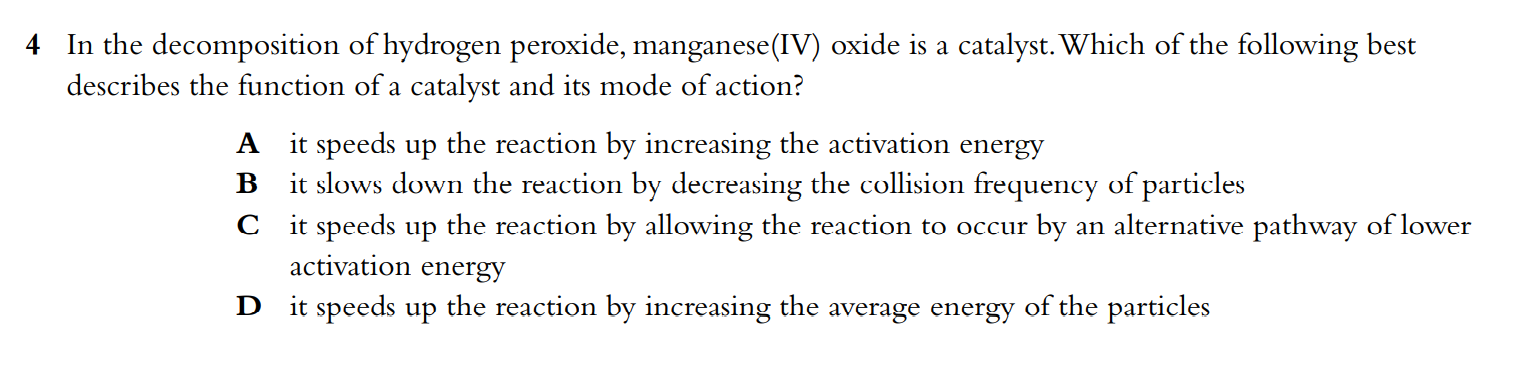 4 In the decomposition of hydrogen peroxide, manganese(IV) oxide is a catalyst. Which of the following best
describes the function of a catalyst and its mode of action?
A it speeds up the reaction by increasing the activation energy
B it slows down the reaction by decreasing the collision frequency of particles
C it speeds up the reaction by allowing the reaction to occur by an alternative pathway of lower
activation energy
D it speeds up the reaction by increasing the average energy of the particles